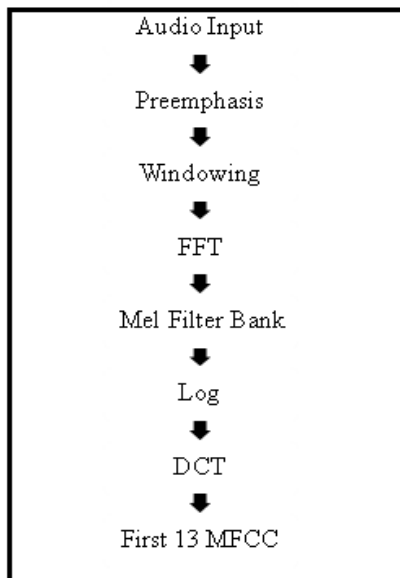 Audio Input
Preemphasis
Windowing
FFT
Mel Filter Bank
Log
DCT
First 13 MFCC